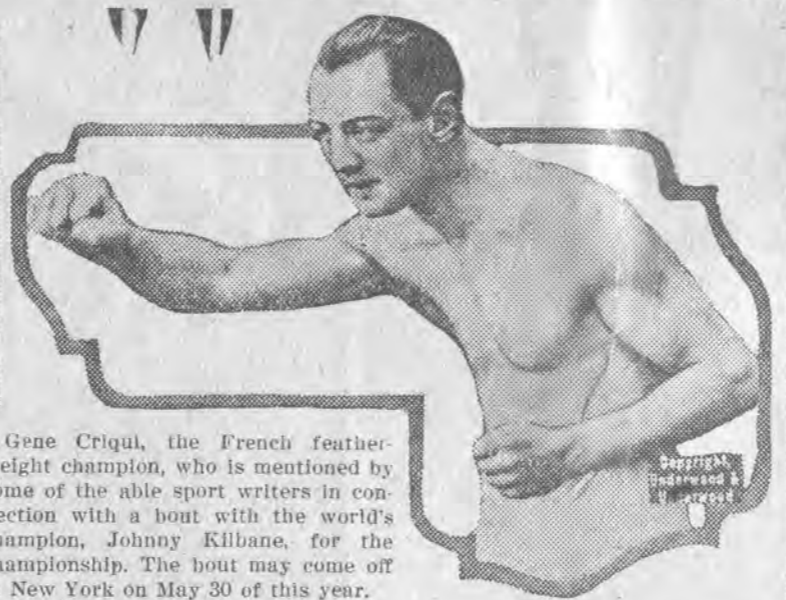 Gene Criqui, the French feather-
eight champion, who is mentioned by
ome of the able sport writers in con-
ection with a bout with the world's
hampion, Johnny Kilbane, for the
hampionship. The bout may come off
New York on May 30 of this year.
Copyright,
Underwood &
Underwood